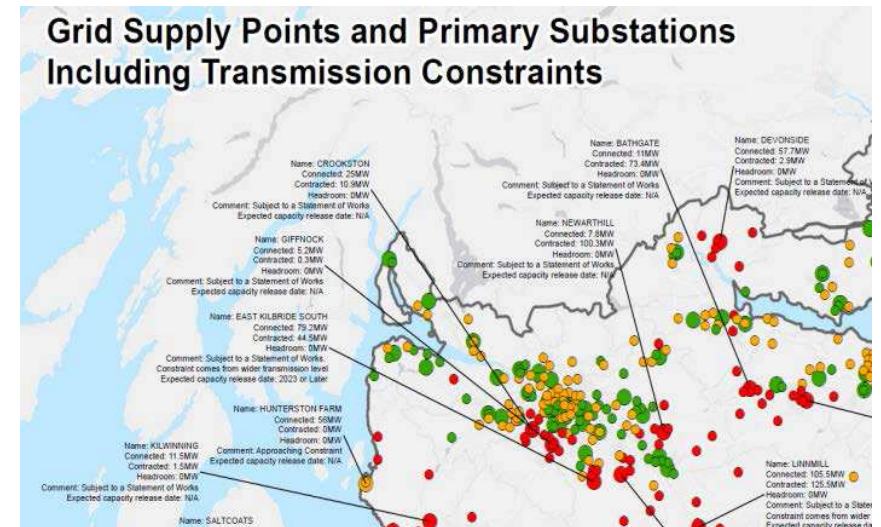 Grid Supply Points and Primary Substations
Including Transmission Constraints
Name: CROOKSTON
Connected: 25MW
Contracted: 10.9MW
Headroom: 0MW
Comment: Subject to a Statement of Works
Expected capacity release date: N/A
Name: BATHGATE
Connected: 11MW
Contracted: 73.4MW
Headroom: 0MW
Comment: Subject to a Statement of Works
Expected capacity release date: N/A
Name: DEVONSIDE
Connected: 57.7MW
Contracted: 2.9MW
Headroom: 0MW
Comment: Subject to a Statement of W
Expected capacity release date: N/A
Name: GIFFNOCK
Connected: 5.2MW
Contracted: 0.3MW
Headroom: 0MW
Comment: Subject to a Statement of Works
Expected capacity release date: N/A
Name: NEWARTHILL
Connected: 7.8MW
Contracted: 100.3MW
Headroom: 0MW
Comment: Subject to a Statement of Works
Expected capacity release date: N/A
Name: EAST KILBRIDE SOUTH
Connected: 79.2MW
Contracted: 44.5MW
Headroom: 0MW
Comment: Subject to a Statement of Works.
Constraint comes from wider transmission level
Expected capacity release date: 2023 or Later
Name: HUNTERSTON FARM
Connected: 56MW
Contracted: 0MW
Headroom: 0MW
Comment: Approaching Constraint
Expected capacity release date: N/A
Name: KILWINNING
Connected: 11.5MW
Contracted: 1.5MW
Headroom: 0MW
Comment: Subject to a Statement of Works
Expected capacity release date: N/A
Name: LINNMILL
Connected: 105.5MW
Contracted: 125.5MW
Headroom: 0MW
Comment: Subject to a Statem
Constraint comes from wider
Expected capacity release da
Name: SALTCOATS